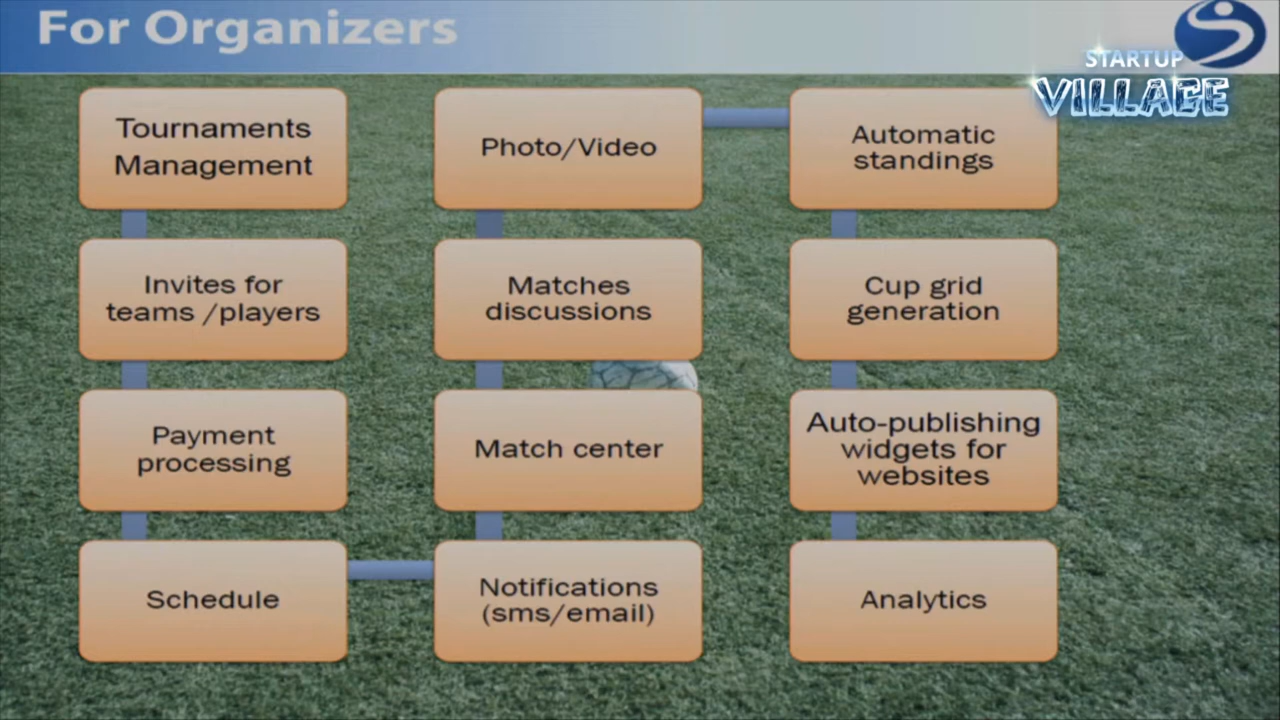 For Organizers
STARTUP
VILLAGE
Tournaments
Management
Invites for
teams /players
Payment
processing
Schedule
Notifications
(sms/email)
Match center
Matches
discussions
Photo/Video
Automatic
standings
Cup grid
generation
Auto-publishing
widgets for
websites
Analytics